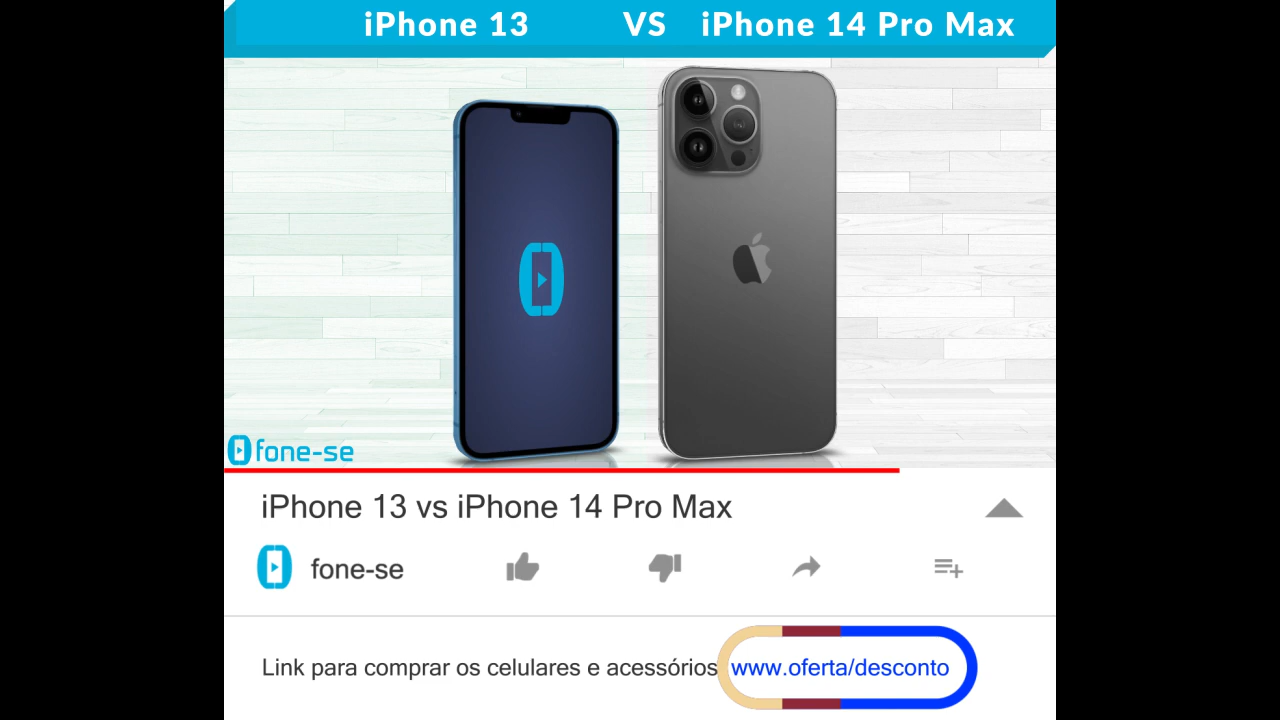 iPhone 13 VS iPhone 14 Pro Max
fone-se
iPhone 13 vs iPhone 14 Pro Max
fone-se
Link para comprar os celulares e acessórios www.oferta/desconto